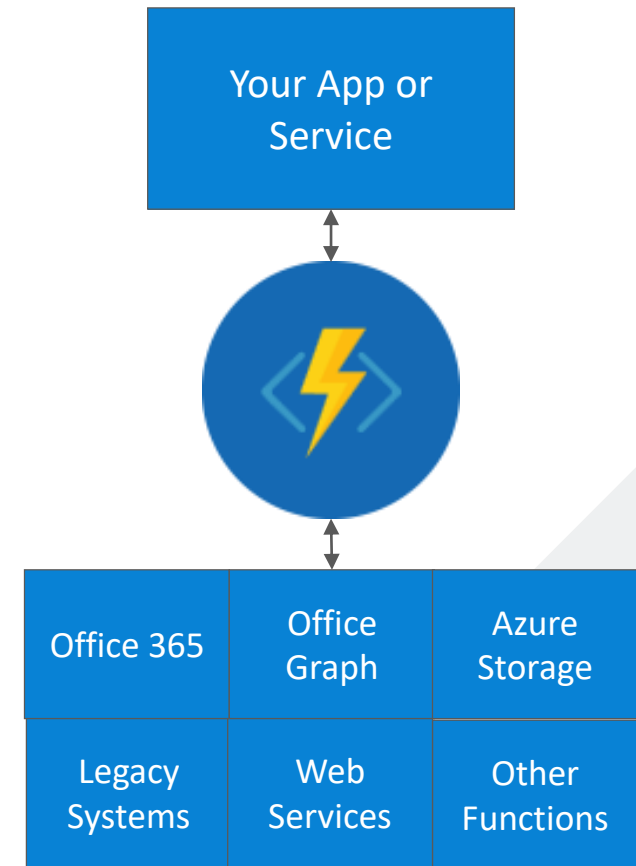 Your App or
Service
Office 365
Office
Graph
Azure
Storage
Legacy
Systems
Web
Services
Other
Functions